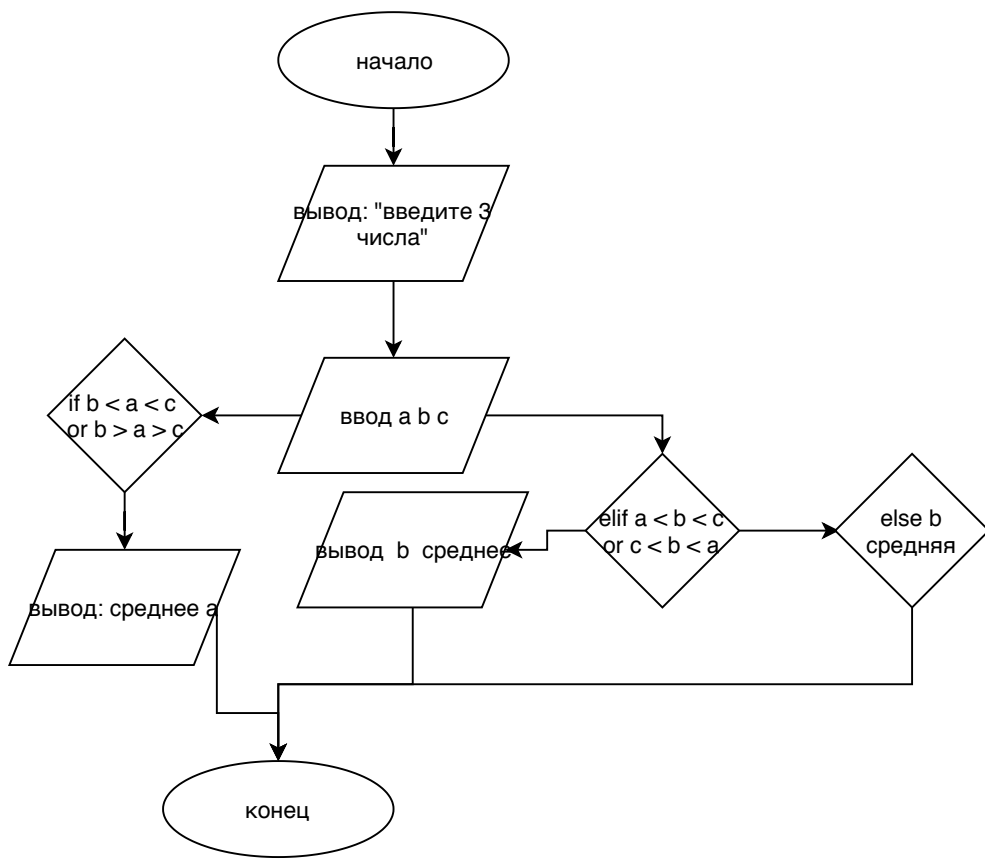 начало
вывод: "введите 3
числа"
if b < a < c
or b > a > c
ввод a b c
вывод b среднее
elif a < b < c
or c < b < a
else b
средняя
вывод: среднее a
конец